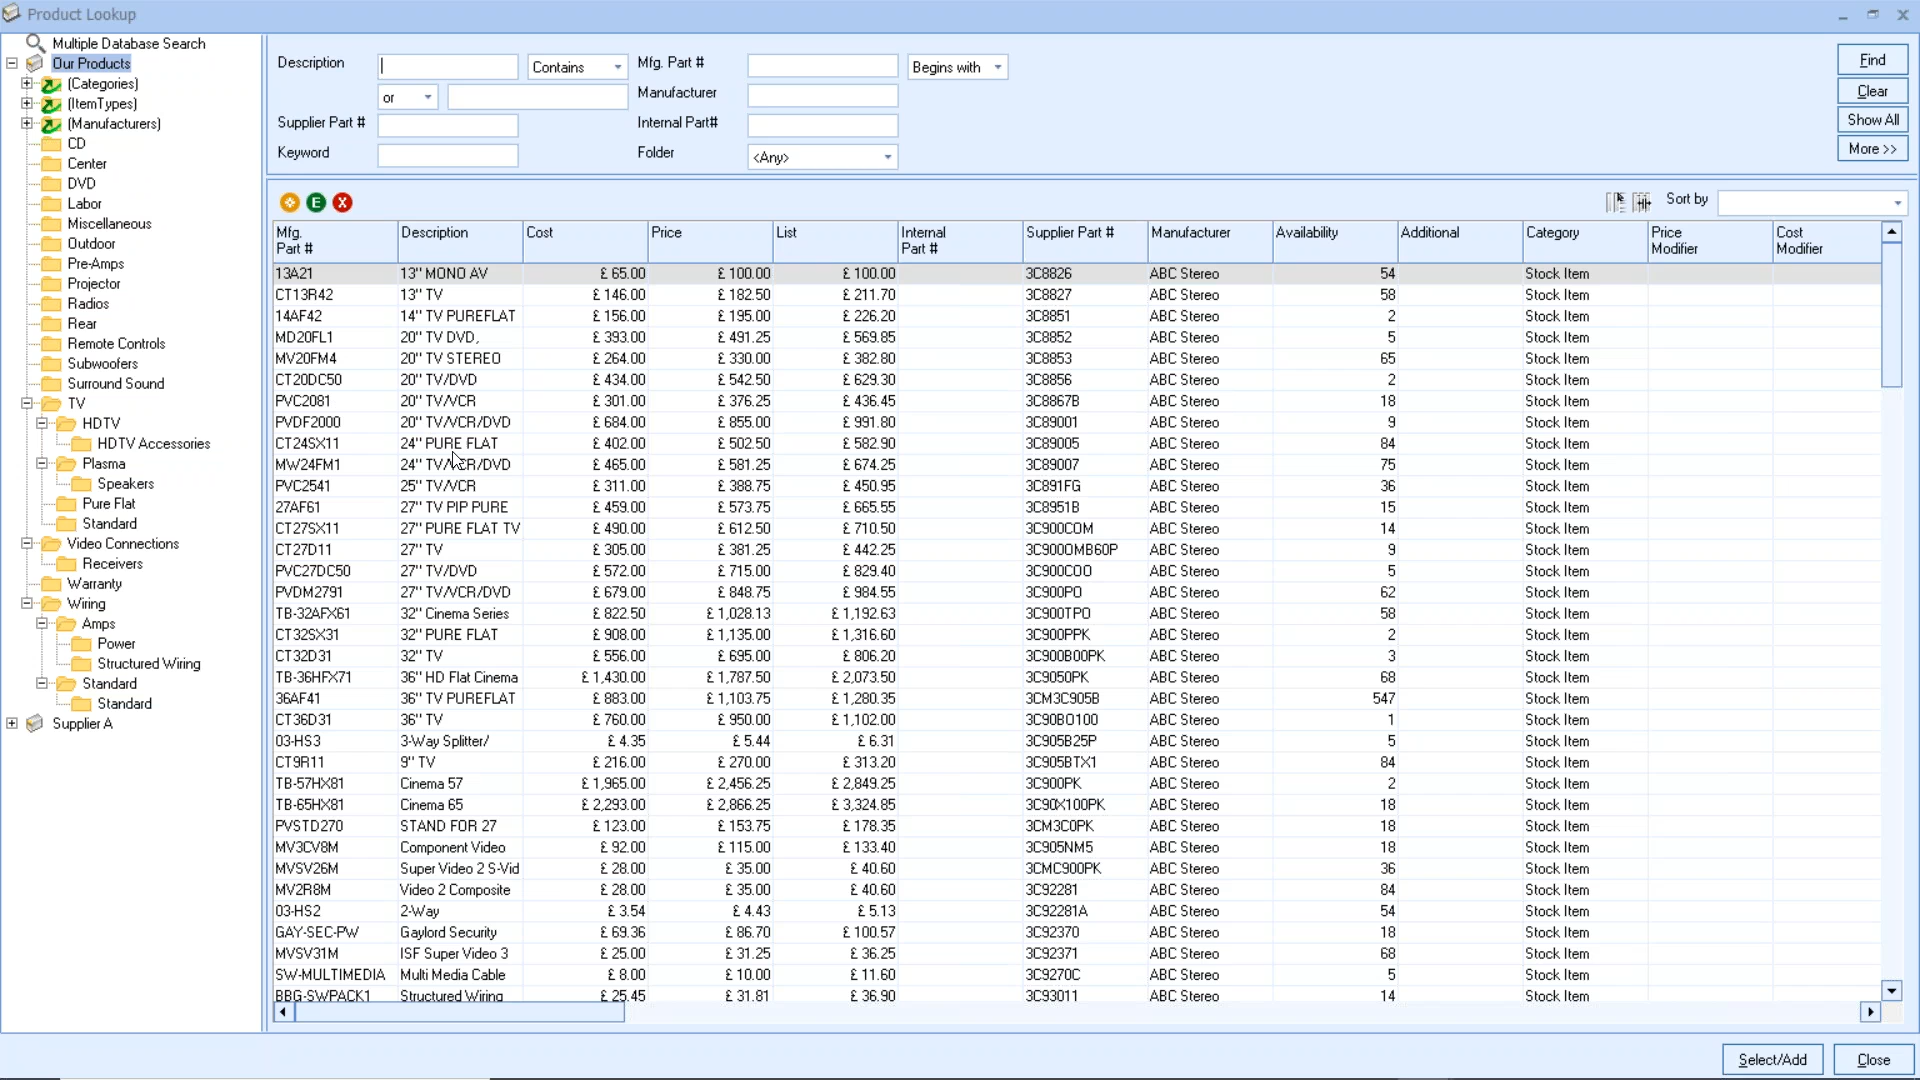 Product Lookup
Multiple Database Search
Our Products
(Categories)
(ItemTypes)
(Manufacturers)
CD
Center
DVD
Labor
Miscellaneous
Outdoor
Pre-Amps
Projector
Radios
Rear
Remote Controls
Subwoofers
Surround Sound
TV
HDTV
HDTV Accessories
Plasma
Speakers
Pure Flat
Standard
Video Connections
Receivers
Warranty
Wiring
Amps
Power
Structured Wiring
Standard
Standard
Supplier A
Description Contains Mfg. Part # Begins with
or Manufacturer
Supplier Part # Internal Part#
Keyword Folder <Any>
Find
Clear
Show All
More >>
E X Sort by
Mfg. Part # Description Cost Price List Internal Part # Supplier Part # Manufacturer Availability Additional Category Price Modifier Cost Modifier
13A21 13'' MONO AV £ 65.00 £ 100.00 £ 100.00 3C8826 ABC Stereo 54 Stock Item
CT13R42 13'' TV £ 146.00 £ 182.50 £ 211.70 3C8827 ABC Stereo 58 Stock Item
14AF42 14'' TV PUREFLAT £ 156.00 £ 195.00 £ 226.20 3C8851 ABC Stereo 2 Stock Item
MD20FL1 20'' TV DVD, £ 393.00 £ 491.25 £ 569.85 3C8852 ABC Stereo 5 Stock Item
MV20FM4 20'' TV STEREO £ 264.00 £ 330.00 £ 382.80 3C8853 ABC Stereo 65 Stock Item
CT20DC50 20'' TV/DVD £ 434.00 £ 542.50 £ 629.30 3C8856 ABC Stereo 2 Stock Item
PVC2081 20'' TV/VCR £ 301.00 £ 376.25 £ 436.45 3C8867B ABC Stereo 18 Stock Item
PVDF2000 20'' TV/VCR/DVD £ 684.00 £ 855.00 £ 991.80 3C89001 ABC Stereo 9 Stock Item
CT24SX11 24'' PURE FLAT £ 402.00 £ 502.50 £ 582.90 3C89005 ABC Stereo 84 Stock Item
MW24FM1 24'' TV/VCR/DVD £ 465.00 £ 581.25 £ 674.25 3C89007 ABC Stereo 75 Stock Item
PVC2541 25'' TV/VCR £ 311.00 £ 388.75 £ 450.95 3C891FG ABC Stereo 36 Stock Item
27AF61 27'' TV PIP PURE £ 459.00 £ 573.75 £ 665.55 3C8951B ABC Stereo 15 Stock Item
CT27SX11 27'' PURE FLAT TV £ 490.00 £ 612.50 £ 710.50 3C900COM ABC Stereo 14 Stock Item
CT27D11 27'' TV £ 305.00 £ 381.25 £ 442.25 3C9000MB60P ABC Stereo 9 Stock Item
PVC27DC50 27'' TV/DVD £ 572.00 £ 715.00 £ 829.40 3C900COO ABC Stereo 5 Stock Item
PVDM2791 27'' TV/VCR/DVD £ 679.00 £ 848.75 £ 984.55 3C900PO ABC Stereo 62 Stock Item
TB-32AFX61 32'' Cinema Series £ 822.50 £ 1,028.13 £ 1,192.63 3C900TPO ABC Stereo 58 Stock Item
CT32SX31 32'' PURE FLAT £ 908.00 £ 1,135.00 £ 1,316.60 3C900PPK ABC Stereo 2 Stock Item
CT32D31 32'' TV £ 556.00 £ 695.00 £ 806.20 3C900B00PK ABC Stereo 3 Stock Item
TB-36HFX71 36'' HD Flat Cinema £ 1,430.00 £ 1,787.50 £ 2,073.50 3C9050PK ABC Stereo 68 Stock Item
36AF41 36'' TV PUREFLAT £ 883.00 £ 1,103.75 £ 1,280.35 3CM3C905B ABC Stereo 547 Stock Item
CT36D31 36'' TV £ 760.00 £ 950.00 £ 1,102.00 3C90BO100 ABC Stereo 1 Stock Item
03-HS3 3-Way Splitter/ £ 4.35 £ 5.44 £ 6.31 3C905B25P ABC Stereo 5 Stock Item
CT9R11 9'' TV £ 216.00 £ 270.00 £ 313.20 3C905BTX1 ABC Stereo 84 Stock Item
TB-57HX81 Cinema 57 £ 1,965.00 £ 2,456.25 £ 2,849.25 3C900PK ABC Stereo 2 Stock Item
TB-65HX81 Cinema 65 £ 2,293.00 £ 2,866.25 £ 3,324.85 3C90X100PK ABC Stereo 18 Stock Item
PVSTD270 STAND FOR 27 £ 123.00 £ 153.75 £ 178.35 3CM3C0PK ABC Stereo 18 Stock Item
MV3CV8M Component Video £ 92.00 £ 115.00 £ 133.40 3C905NM5 ABC Stereo 18 Stock Item
MVSV26M Super Video 2 S-Vid £ 28.00 £ 35.00 £ 40.60 3CMC900PK ABC Stereo 36 Stock Item
MV2R8M Video 2 Composite £ 28.00 £ 35.00 £ 40.60 3C92281 ABC Stereo 84 Stock Item
03-HS2 2-Way £ 3.54 £ 4.43 £ 5.13 3C92281A ABC Stereo 54 Stock Item
GAY-SEC-PW Gaylord Security £ 69.36 £ 86.70 £ 100.57 3C92370 ABC Stereo 18 Stock Item
MVSV31M ISF Super Video 3 £ 25.00 £ 31.25 £ 36.25 3C92371 ABC Stereo 68 Stock Item
SW-MULTIMEDIA Multi Media Cable £ 8.00 £ 10.00 £ 11.60 3C9270C ABC Stereo 5 Stock Item
BBG-SWPACK1 Structured Wiring £ 25.45 £ 31.81 £ 36.90 3C93011 ABC Stereo 14 Stock Item
Select/Add Close